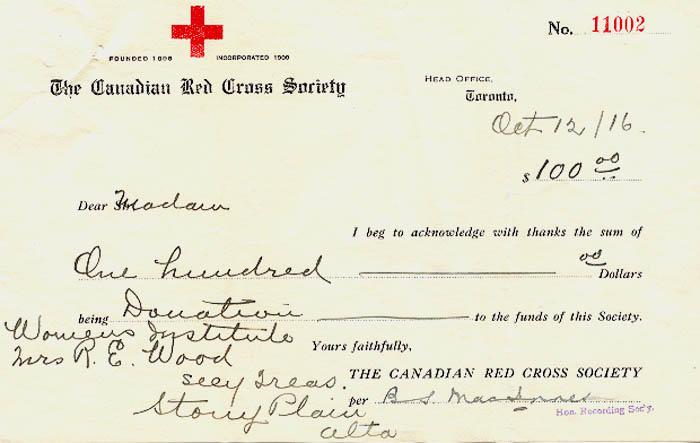 No. 11002
FOUNDED 1896 INCORPORATED 1909
The Canadian Red Cross Society
HEAD OFFICE,
Toronto,
Oct 12/16.
$100 00
Dear Madam
I beg to acknowledge with thanks the sum of
One hundred 00 Dollars
being Donation to the funds of this Society.
Womens Institute
Yours faithfully,
Mrs R. E. Wood
THE CANADIAN RED CROSS SOCIETY
secy Treas.
per B S. MacInnes
Hon. Recording Sec'y.
Stony Plain
Alta